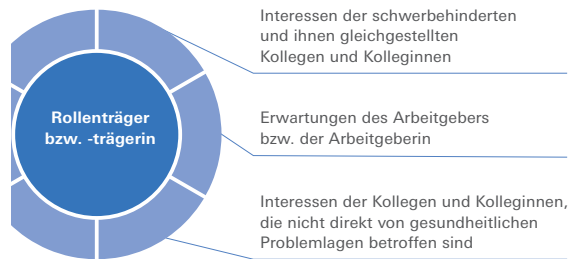 Interessen der schwerbehinderten
und ihnen gleichgestellten
Kollegen und Kolleginnen
Rollenträger
bzw. -trägerin
Erwartungen des Arbeitgebers
bzw. der Arbeitgeberin
Interessen der Kollegen und Kolleginnen,
die nicht direkt von gesundheitlichen
Problemlagen betroffen sind